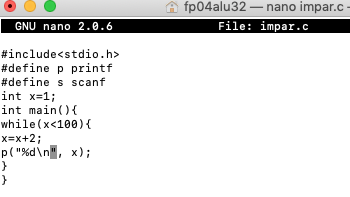 fp04alu32 — nano impar.c
GNU nano 2.0.6 File: impar.c
#include<stdio.h>
#define p printf
#define s scanf
int x=1;
int main(){
while(x<100){
x=x+2;
p("%d\n", x);
}
}